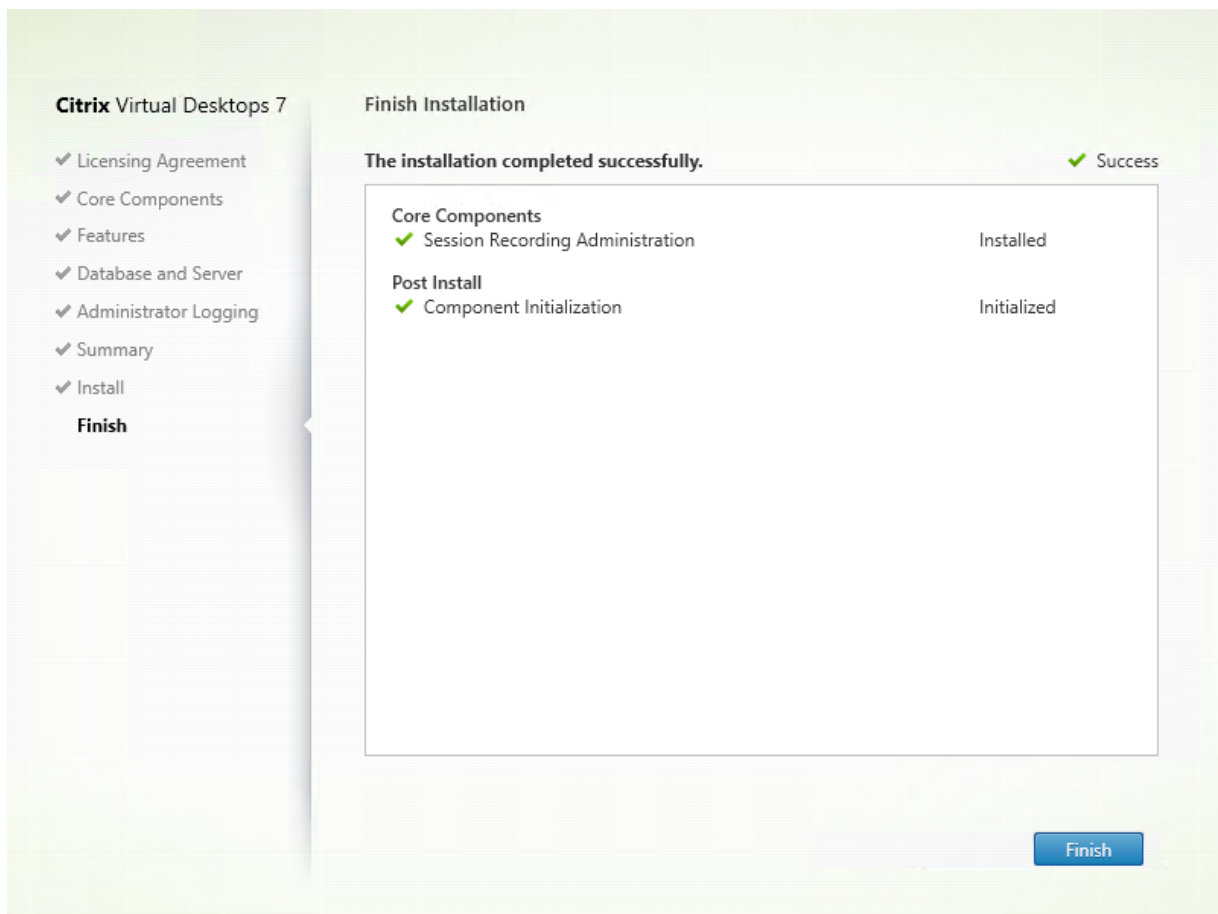 Citrix Virtual Desktops 7
Licensing Agreement
Core Components
Features
Database and Server
Administrator Logging
Summary
Install
Finish
Finish Installation
The installation completed successfully.
Success
Core Components
Session Recording Administration Installed
Post Install
Component Initialization Initialized
Finish